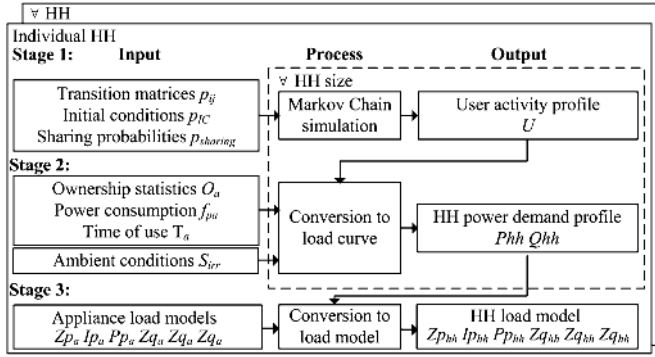 ∀ HH
Individual HH
Stage 1: Input Process Output
∀ HH size
Transition matrices p_ij
Initial conditions p_IC
Sharing probabilities p_sharing
Markov Chain
simulation
User activity profile
U
Stage 2:
Ownership statistics O_a
Power consumption f_pa
Time of use T_a
Ambient conditions S_irr
Conversion to
load curve
HH power demand profile
Phh Qhh
Stage 3:
Appliance load models
Zp_a Ip_a Pp_a Zq_a Zq_a Zq_a
Conversion to
load model
HH load model
Zp_hh Ip_hh Pp_hh Zq_hh Zq_hh Zq_hh